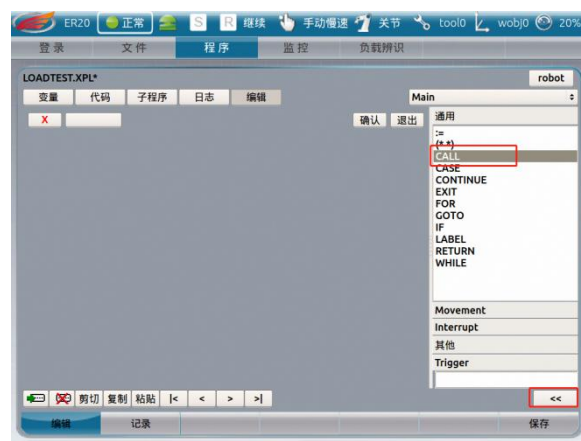 ER20 正常 S R 继续 手动慢速 关节 tool0 wobj0 20%
登录 文件 程序 监控 负载辨识
LOADTEST.XPL* robot
变量 代码 子程序 日志 编辑 Main
X 确认 退出 通用
:=
(* *)
CALL
CASE
CONTINUE
EXIT
FOR
GOTO
IF
LABEL
RETURN
WHILE
Movement
Interrupt
其他
Trigger
剪切 复制 粘贴 |< < > >| <<
编辑 记录 保存